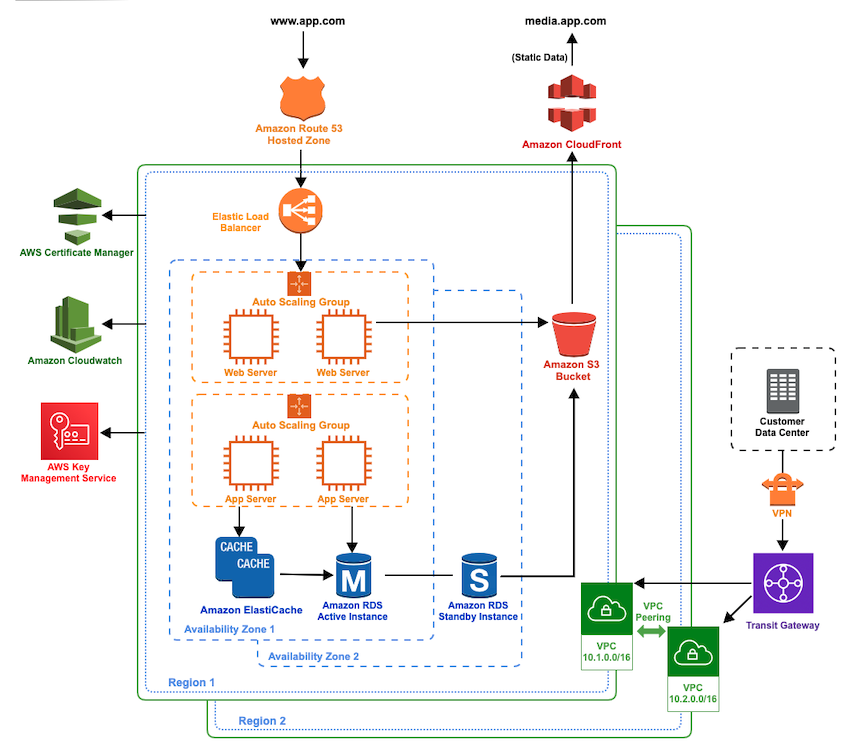 www.app.com
media.app.com
(Static Data)
Amazon Route 53
Hosted Zone
Amazon CloudFront
Elastic Load
Balancer
AWS Certificate Manager
Auto Scaling Group
Web Server
Web Server
Amazon Cloudwatch
Amazon S3
Bucket
Customer
Data Center
Auto Scaling Group
App Server
App Server
AWS Key
Management Service
VPN
CACHE
CACHE
M
S
Amazon ElastiCache
Amazon RDS
Active Instance
Amazon RDS
Standby Instance
VPC
Peering
Transit Gateway
Availability Zone 1
Availability Zone 2
VPC
10.1.0.0/16
VPC
10.2.0.0/16
Region 1
Region 2